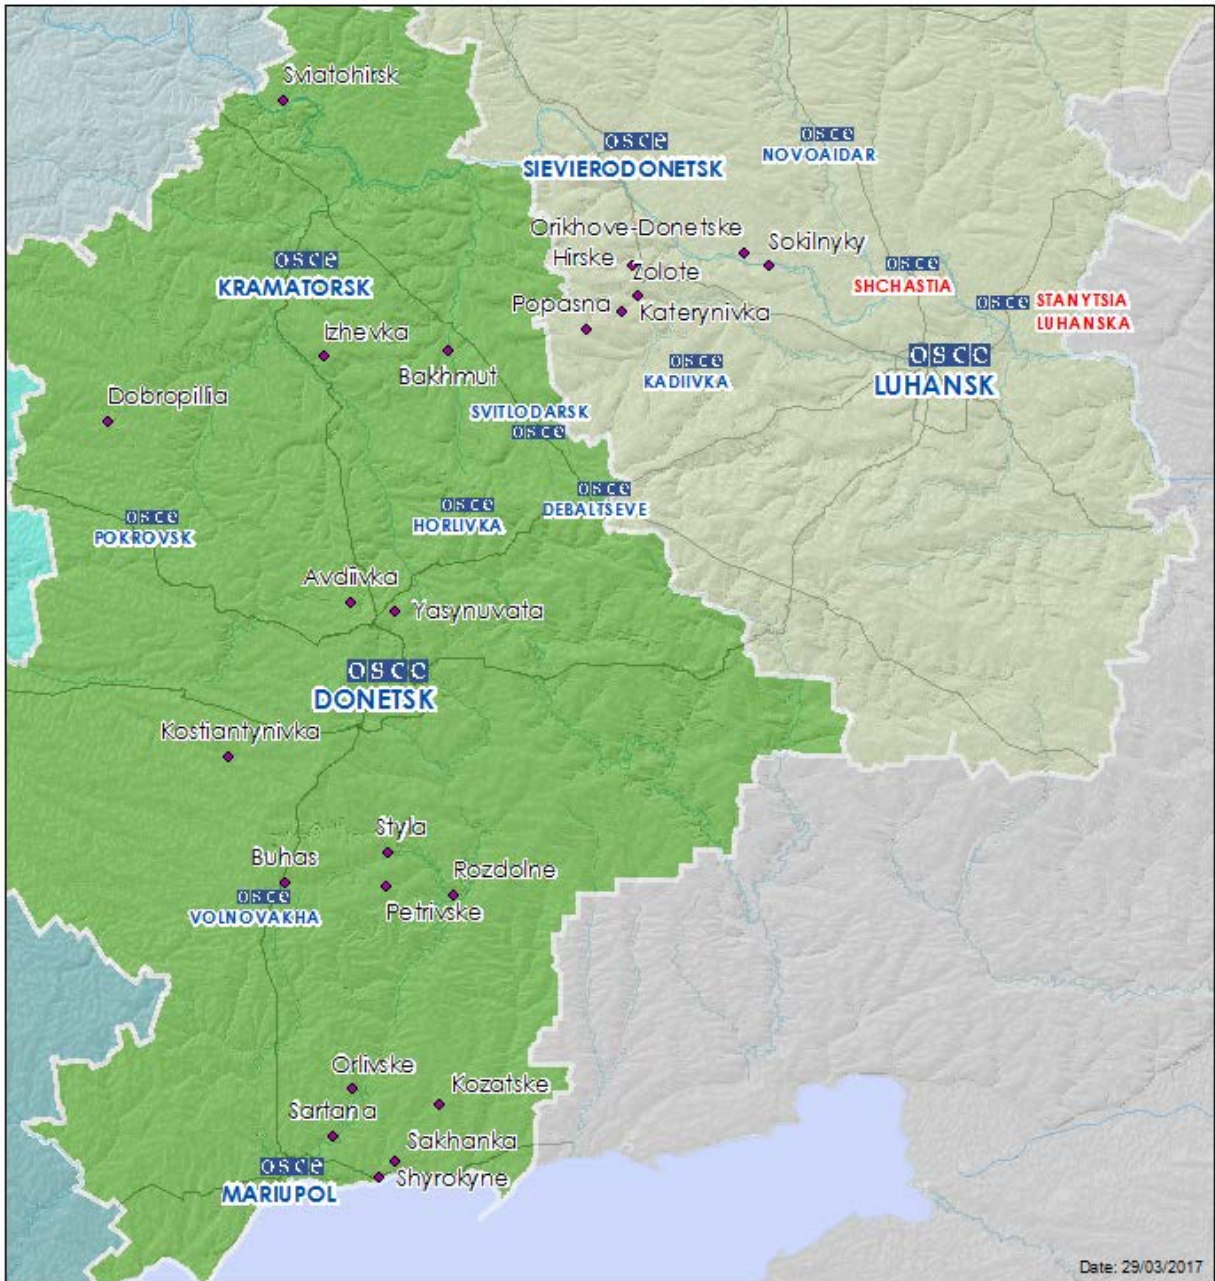 Sviatohirsk
osce
SIEVIERODONETSK
osce
NOVOAIDAR
Orikhove-Donetske
Sokilnyky
Hirske
Zolote
osce
KRAMATORSK
osce
SHCHASTIA
Popasna
Katerynivka
osce
STANYTSIA
LUHANSKA
Izhevka
Bakhmut
osce
KADIIVKA
osce
LUHANSK
Dobropillia
SVITLODARSK
osce
osce
DEBALTSEVE
osce
HORLIVKA
osce
POKROVSK
Avdiivka
Yasynuvata
osce
DONETSK
Kostiantynivka
Styla
Buhas
Rozdolne
osce
VOLNOVAKHA
Petrivske
Orlivske
Kozatske
Sartana
Sakhanka
osce
MARIUPOL
Shyrokyne
Date: 29/03/2017